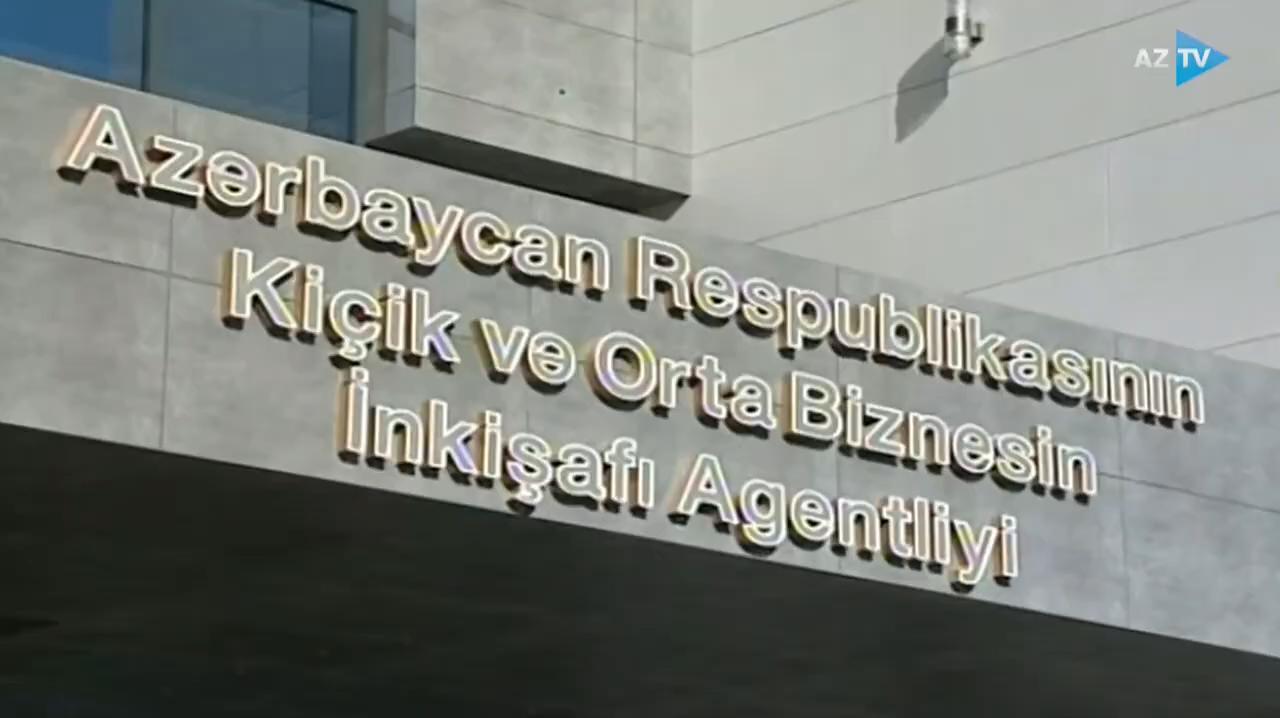 AZ TV
Azərbaycan Respublikasının
Kiçik və Orta Biznesin
İnkişafı Agentliyi